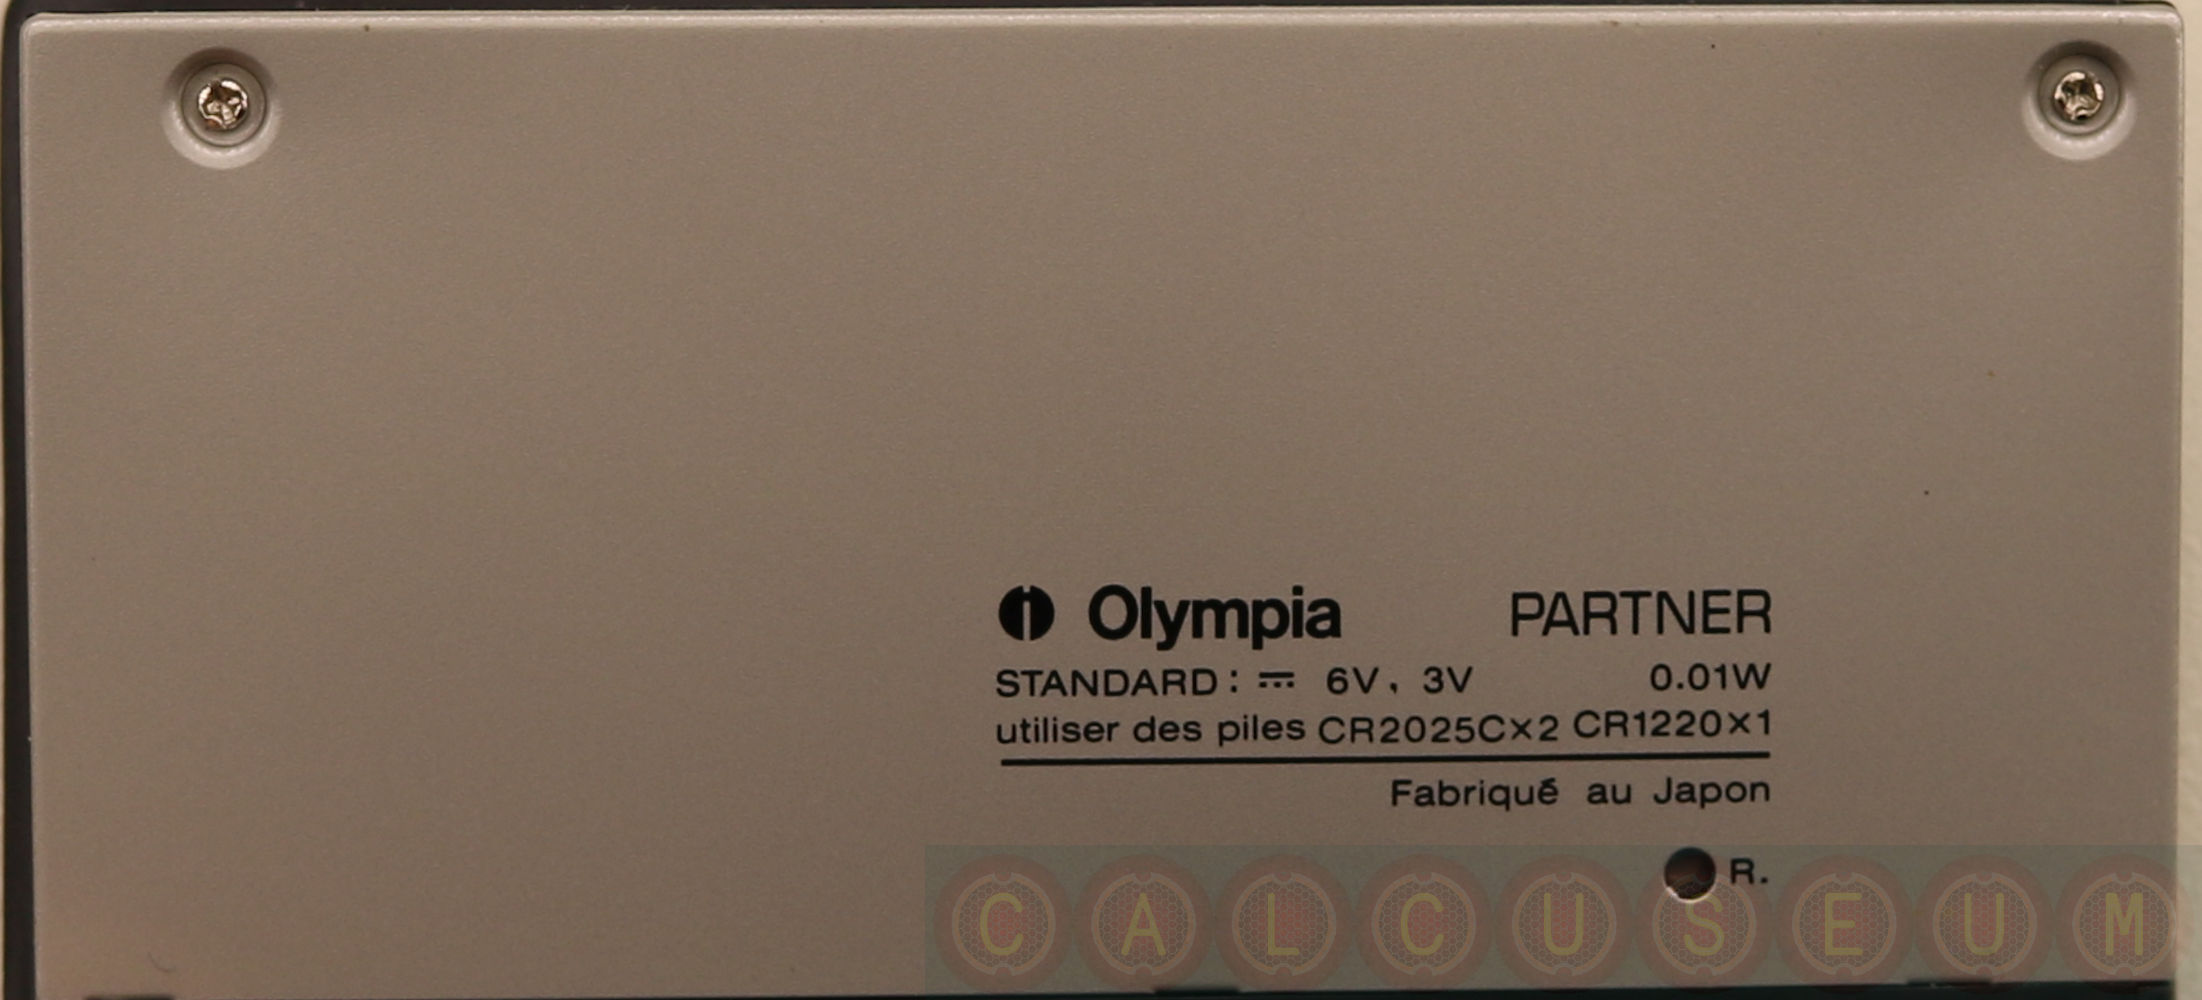 Olympia PARTNER
STANDARD: ⎓ 6V, 3V 0.01W
utiliser des piles CR2025C×2 CR1220×1
Fabriqué au Japon
R.
CALCUSEUM